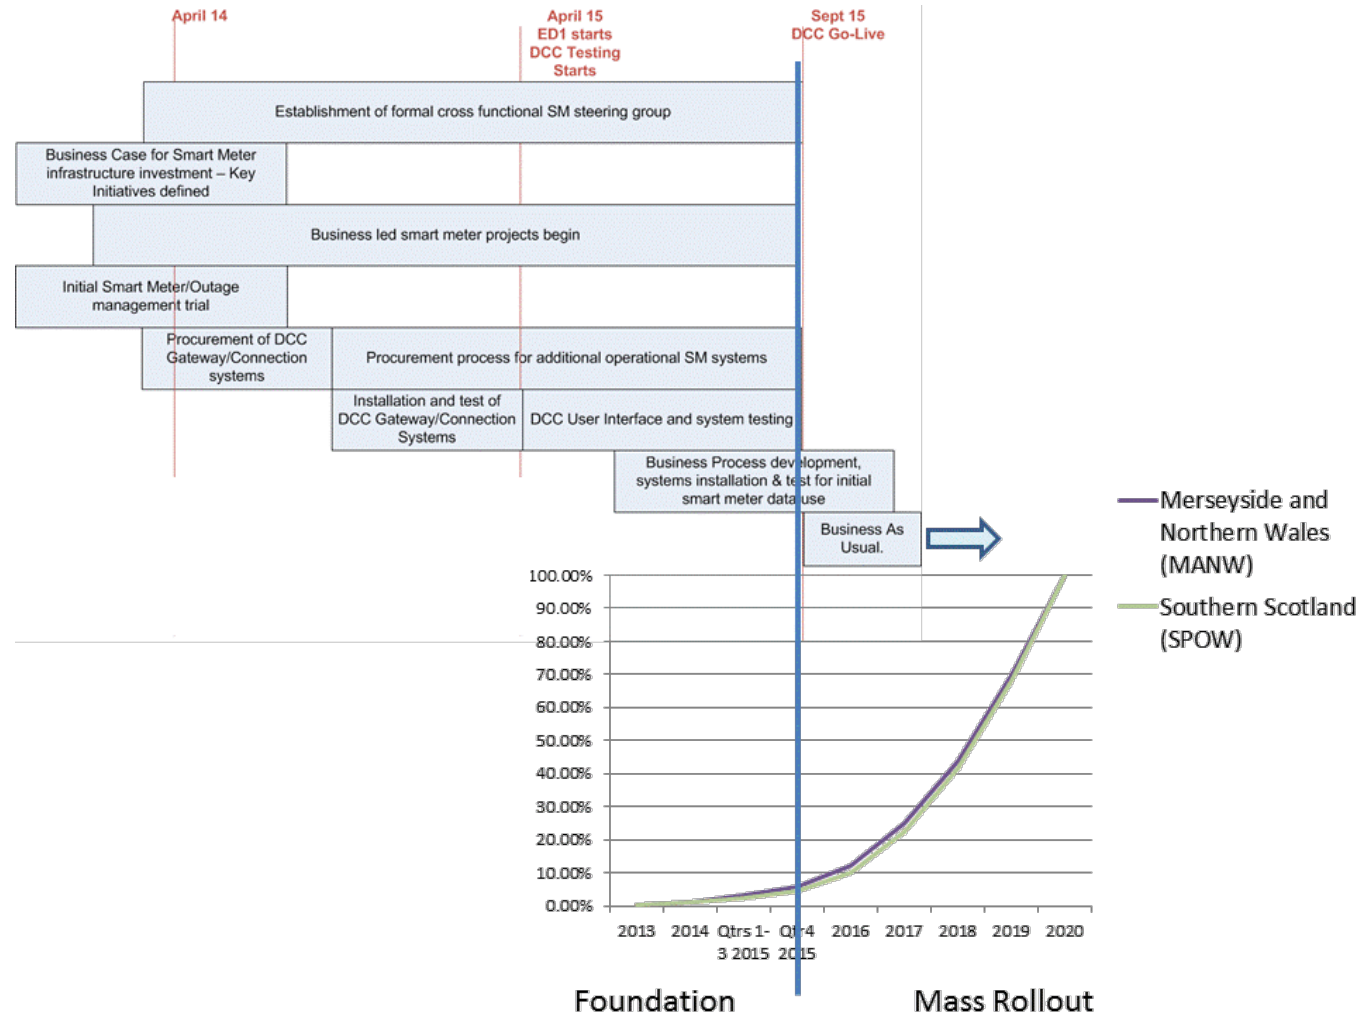 April 14
April 15
ED1 starts
DCC Testing
Starts
Sept 15
DCC Go-Live
Establishment of formal cross functional SM steering group
Business Case for Smart Meter
infrastructure investment – Key
Initiatives defined
Business led smart meter projects begin
Initial Smart Meter/Outage
management trial
Procurement of DCC
Gateway/Connection
systems
Procurement process for additional operational SM systems
Installation and test of
DCC Gateway/Connection
Systems
DCC User Interface and system testing
Business Process development,
systems installation & test for initial
smart meter data use
Business As
Usual.
Merseyside and
Northern Wales
(MANW)
Southern Scotland
(SPOW)
100.00%
90.00%
80.00%
70.00%
60.00%
50.00%
40.00%
30.00%
20.00%
10.00%
0.00%
2013 2014 Qtrs 1- Qtr4 2016 2017 2018 2019 2020
3 2015 2015
Foundation Mass Rollout